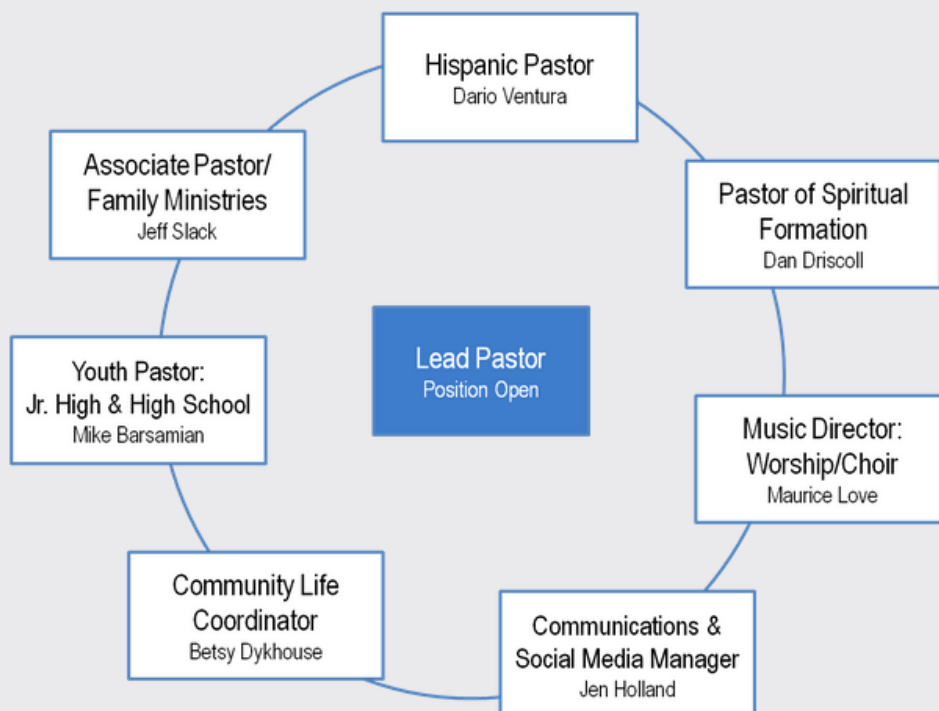 Hispanic Pastor
Dario Ventura
Associate Pastor/
Family Ministries
Jeff Slack
Pastor of Spiritual
Formation
Dan Driscoll
Lead Pastor
Position Open
Youth Pastor:
Jr. High & High School
Mike Barsamian
Music Director:
Worship/Choir
Maurice Love
Community Life
Coordinator
Betsy Dykhouse
Communications &
Social Media Manager
Jen Holland